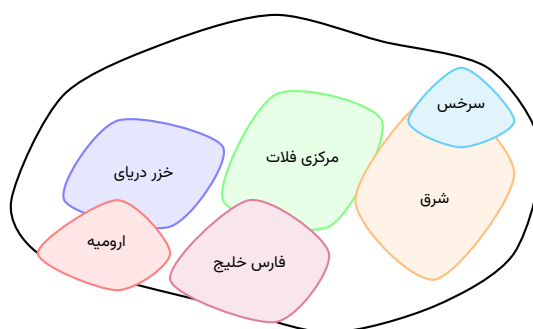 سرخس
مرکزی فلات
خزر دریای
شرق
ارومیه
فارس خلیج